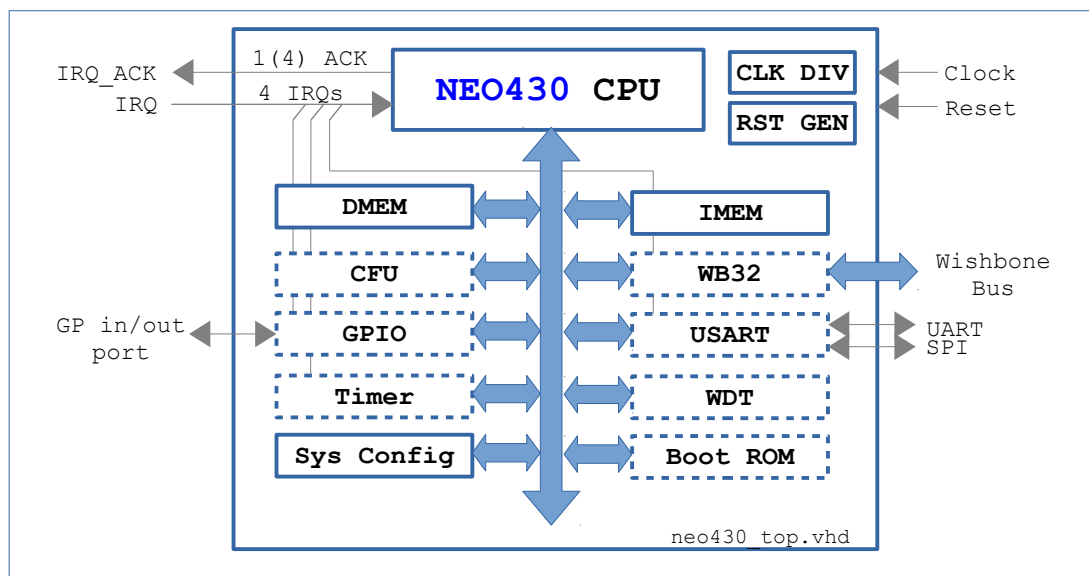 1(4) ACK
IRQ_ACK
IRQ
4 IRQs
NEO430 CPU
CLK DIV
RST GEN
Clock
Reset
DMEM
IMEM
CFU
WB32
Wishbone
Bus
GP in/out
port
GPIO
USART
UART
SPI
Timer
WDT
Sys Config
Boot ROM
neo430_top.vhd